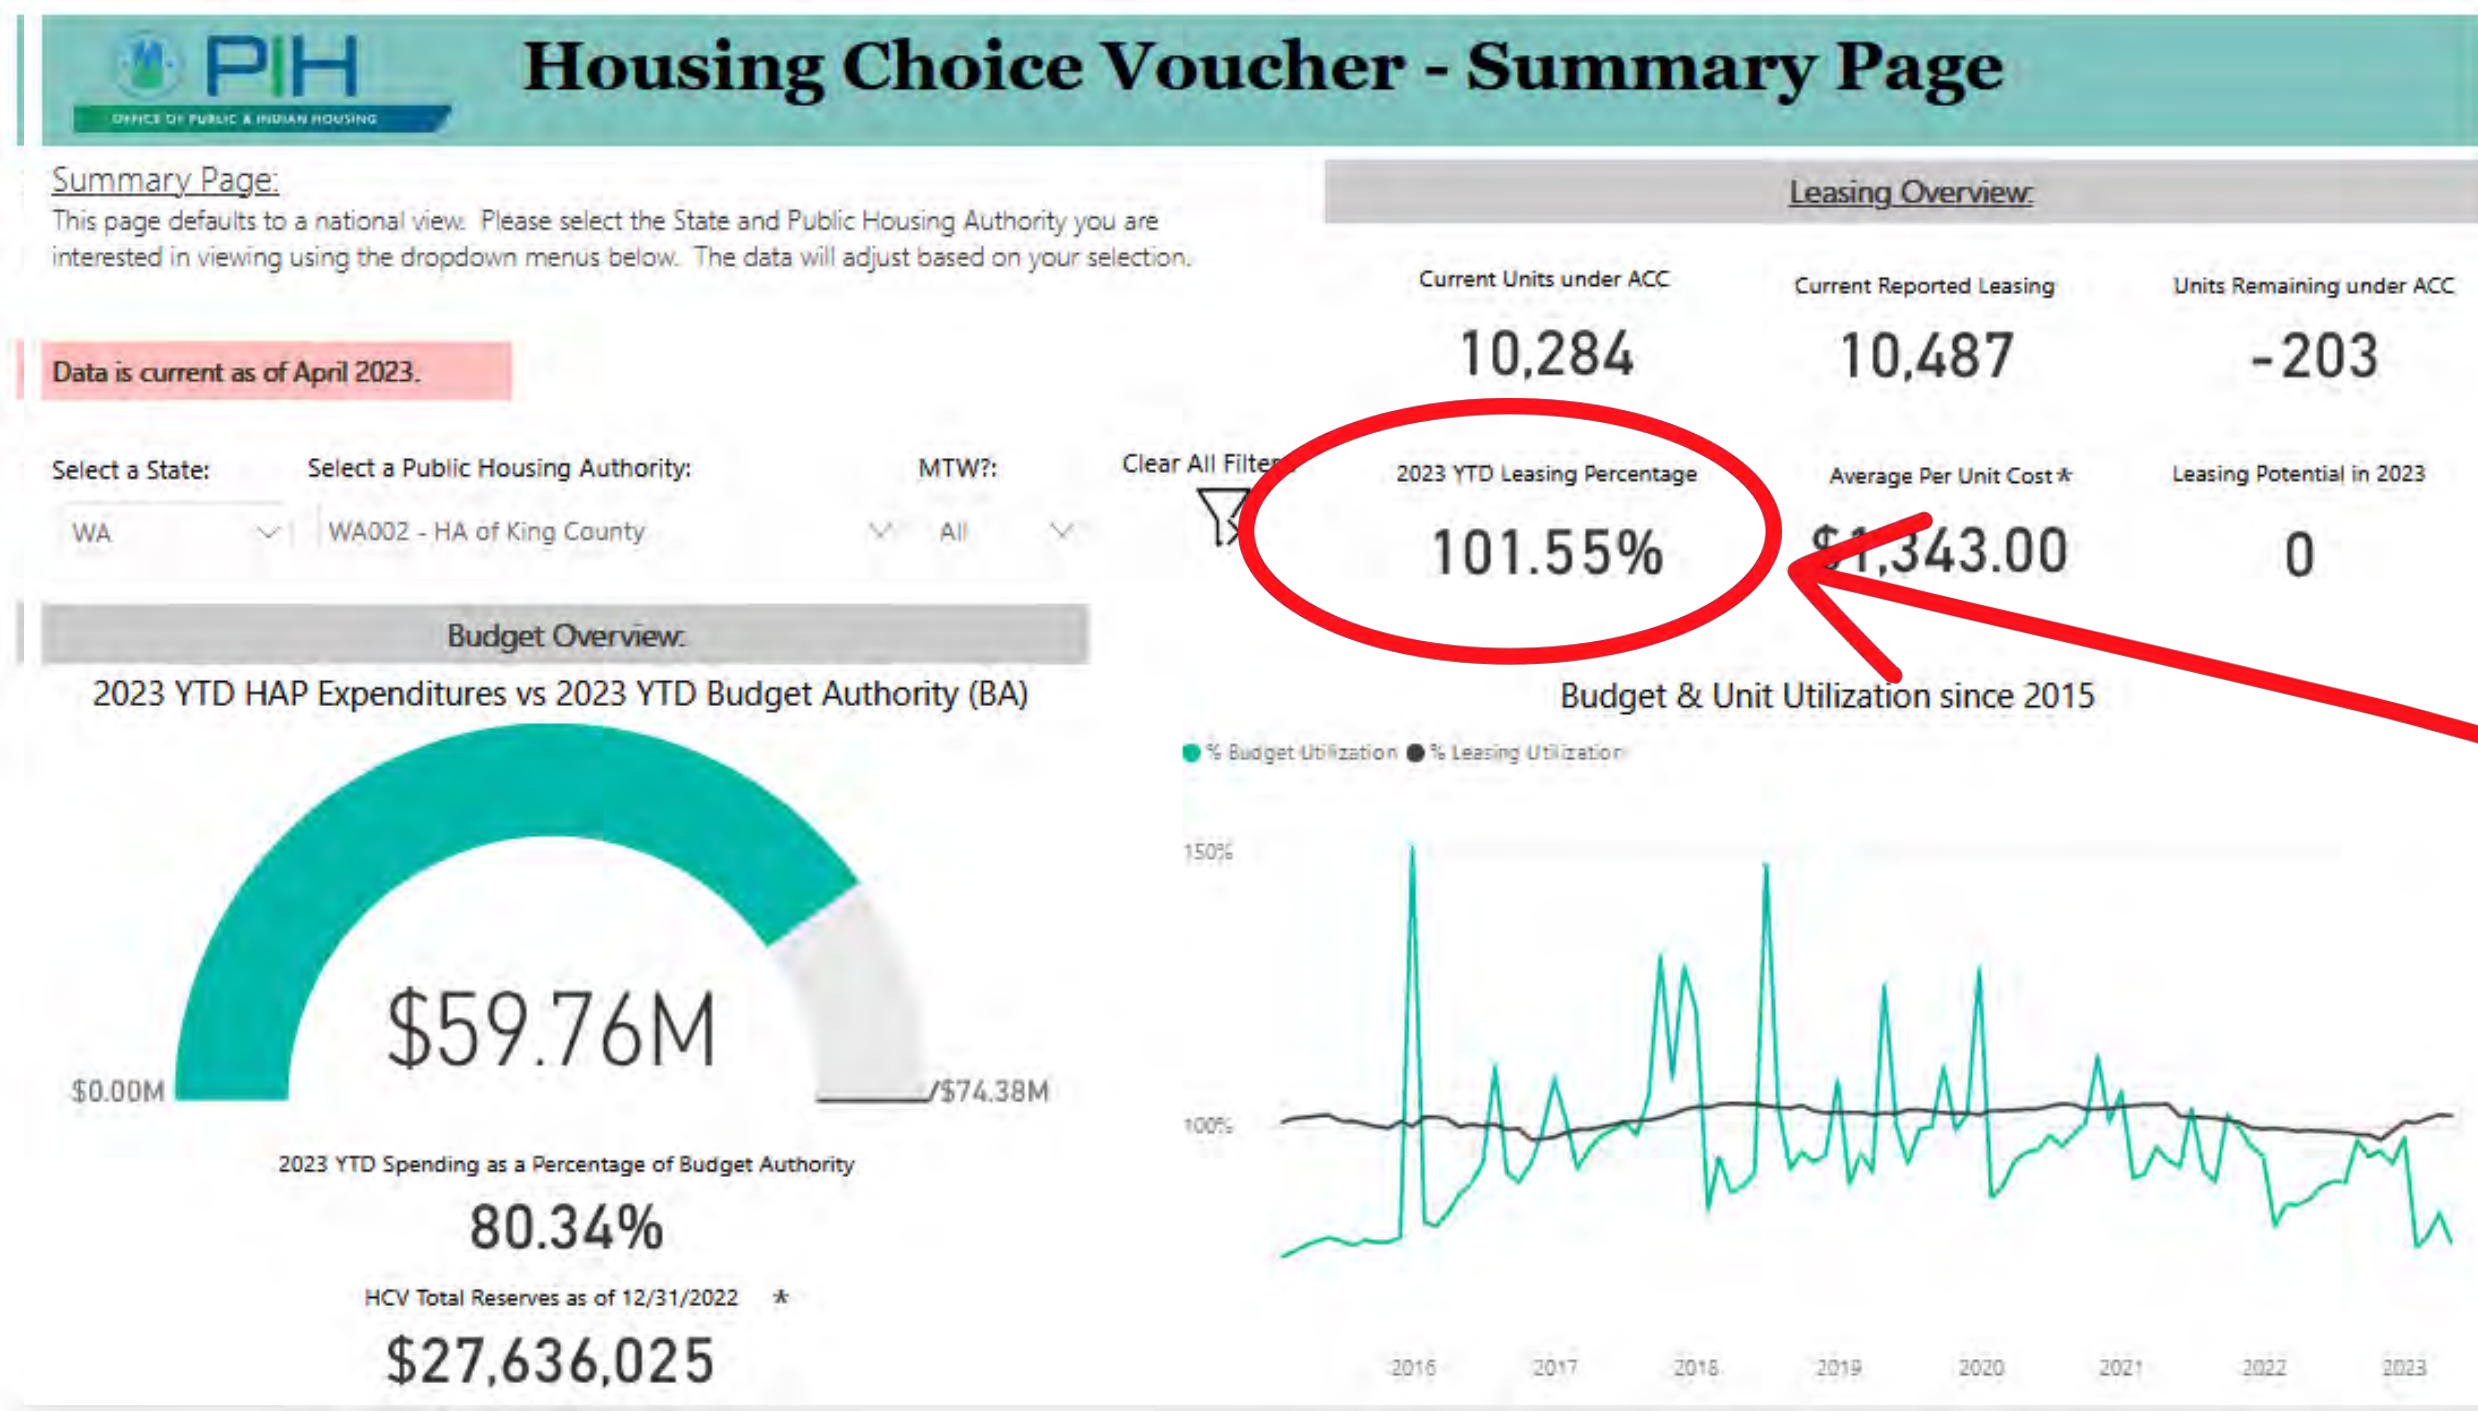 PIH
OFFICE OF PUBLIC & INDIAN HOUSING
Housing Choice Voucher - Summary Page
Summary Page:
This page defaults to a national view. Please select the State and Public Housing Authority you are
interested in viewing using the dropdown menus below. The data will adjust based on your selection.
Data is current as of April 2023.
Select a State:
WA
Select a Public Housing Authority:
WA002 - HA of King County
MTW?:
All
Clear All Filters
Leasing Overview:
Current Units under ACC
10,284
Current Reported Leasing
10,487
Units Remaining under ACC
-203
2023 YTD Leasing Percentage
101.55%
Average Per Unit Cost *
$1,343.00
Leasing Potential in 2023
0
Budget Overview:
2023 YTD HAP Expenditures vs 2023 YTD Budget Authority (BA)
$59.76M
$0.00M
/$74.38M
2023 YTD Spending as a Percentage of Budget Authority
80.34%
HCV Total Reserves as of 12/31/2022 *
$27,636,025
Budget & Unit Utilization since 2015
% Budget Utilization % Leasing Utilization
150%
100%
2016 2017 2018 2019 2020 2021 2022 2023